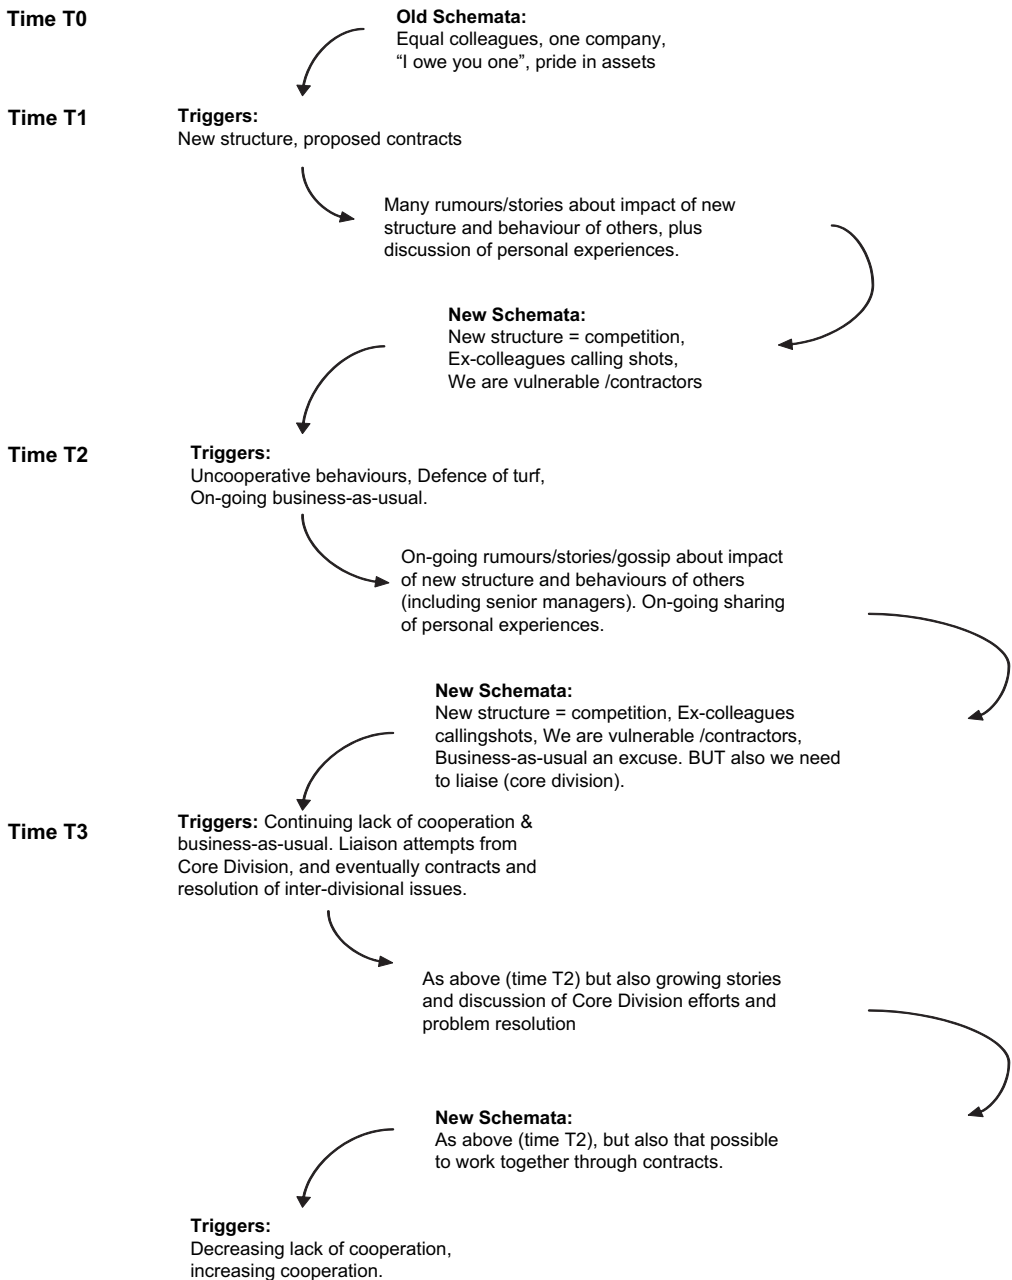 Time T0
Old Schemata:
Equal colleagues, one company,
“I owe you one”, pride in assets
Time T1
Triggers:
New structure, proposed contracts
Many rumours/stories about impact of new
structure and behaviour of others, plus
discussion of personal experiences.
New Schemata:
New structure = competition,
Ex-colleagues calling shots,
We are vulnerable /contractors
Time T2
Triggers:
Uncooperative behaviours, Defence of turf,
On-going business-as-usual.
On-going rumours/stories/gossip about impact
of new structure and behaviours of others
(including senior managers). On-going sharing
of personal experiences.
New Schemata:
New structure = competition, Ex-colleagues
callingshots, We are vulnerable /contractors,
Business-as-usual an excuse. BUT also we need
to liaise (core division).
Time T3
Triggers: Continuing lack of cooperation &
business-as-usual. Liaison attempts from
Core Division, and eventually contracts and
resolution of inter-divisional issues.
As above (time T2) but also growing stories
and discussion of Core Division efforts and
problem resolution
New Schemata:
As above (time T2), but also that possible
to work together through contracts.
Triggers:
Decreasing lack of cooperation,
increasing cooperation.